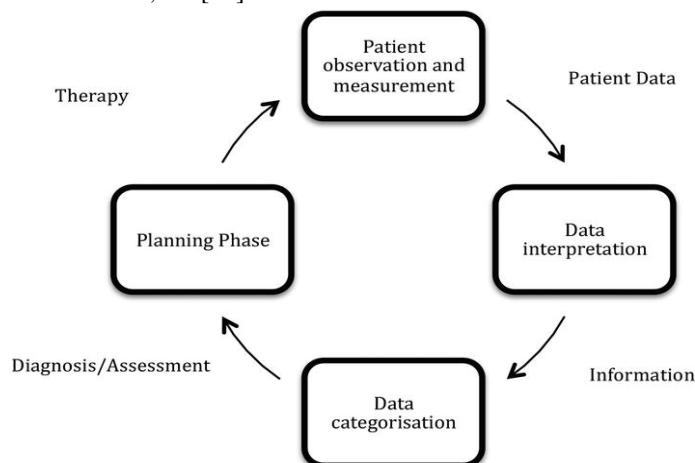 Patient
observation and
measurement
Patient Data
Therapy
Data
interpretation
Planning Phase
Information
Diagnosis/Assessment
Data
categorisation